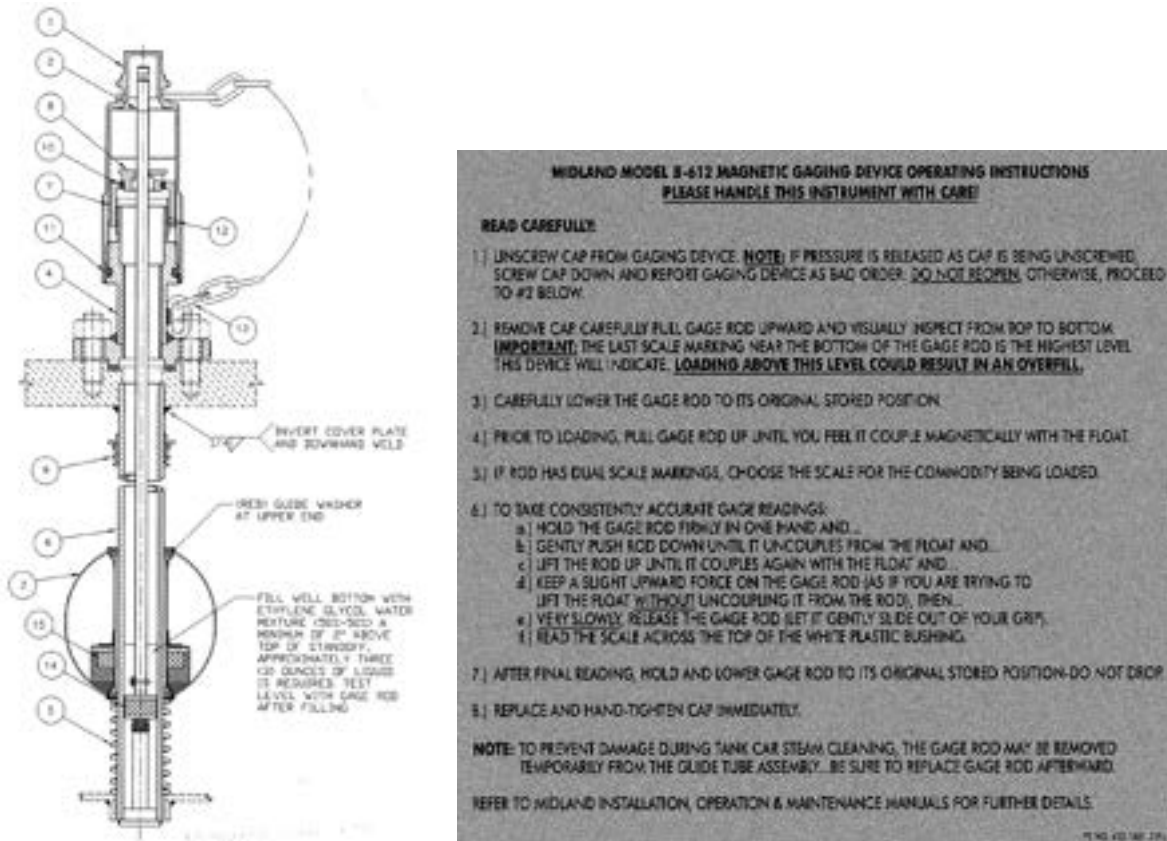 1
2
8
10
7
11
4
12
13
INVERT COVER PLATE
AND DOWNHAND WELD
9
(RED) GUIDE WASHER
AT UPPER END
6
FILL WELL BOTTOM WITH
ETHYLENE GLYCOL WATER
MINIMUM OF 2" ABOVE
TOP OF STANDOFF,
APPROXIMATELY THREE
OUNCES OF LIQUID
IS REQUIRED TEST
LEVEL WITH GAGE ROD
AFTER FILLING
15
14
MIDLAND MODEL B-612 MAGNETIC GAGING DEVICE OPERATING INSTRUCTIONS
PLEASE HANDLE THIS INSTRUMENT WITH CARE!
READ CAREFULLY:
1.) UNSCREW CAP FROM GAGING DEVICE. NOTE: IF PRESSURE IS RELEASED AS CAP IS BEING UNSCREWED,
SCREW CAP DOWN AND REPORT GAGING DEVICE AS BAD ORDER. DO NOT REOPEN. OTHERWISE, PROCEED
TO #2 BELOW.
2.) REMOVE CAP CAREFULLY PULL GAGE ROD UPWARD AND VISUALLY INSPECT FROM TOP TO BOTTOM.
IMPORTANT: THE LAST SCALE MARKING NEAR THE BOTTOM OF THE GAGE ROD IS THE HIGHEST LEVEL
THIS DEVICE WILL INDICATE. LOADING ABOVE THIS LEVEL COULD RESULT IN AN OVERFILL.
3.) CAREFULLY LOWER THE GAGE ROD TO ITS ORIGINAL STORED POSITION.
4.) PRIOR TO LOADING, PULL GAGE ROD UP UNTIL YOU FEEL IT COUPLE MAGNETICALLY WITH THE FLOAT.
5.) IF ROD HAS DUAL SCALE MARKINGS, CHOOSE THE SCALE FOR THE COMMODITY BEING LOADED.
6.) TO TAKE CONSISTENTLY ACCURATE GAGE READINGS:
a.) HOLD THE GAGE ROD FIRMLY IN ONE HAND AND...
b.) GENTLY PUSH ROD DOWN UNTIL IT UNCOUPLES FROM THE FLOAT AND...
c.) LIFT THE ROD UP UNTIL IT COUPLES AGAIN WITH THE FLOAT AND...
d.) KEEP A SLIGHT UPWARD FORCE ON THE GAGE ROD (AS IF YOU ARE TRYING TO
LIFT THE FLOAT WITHOUT UNCOUPLING IT FROM THE ROD), THEN...
e.) VERY SLOWLY, RELEASE THE GAGE ROD (LET IT GENTLY SLIDE OUT OF YOUR GRIP).
f.) READ THE SCALE ACROSS THE TOP OF THE WHITE PLASTIC BUSHING.
7.) AFTER FINAL READING, HOLD AND LOWER GAGE ROD TO ITS ORIGINAL STORED POSITION-DO NOT DROP.
8.) REPLACE AND HAND-TIGHTEN CAP IMMEDIATELY.
NOTE: TO PREVENT DAMAGE DURING TANK CAR STEAM CLEANING, THE GAGE ROD MAY BE REMOVED
TEMPORARILY FROM THE GUIDE TUBE ASSEMBLY...BE SURE TO REPLACE GAGE ROD AFTERWARD.
REFER TO MIDLAND INSTALLATION, OPERATION & MAINTENANCE MANUALS FOR FURTHER DETAILS.